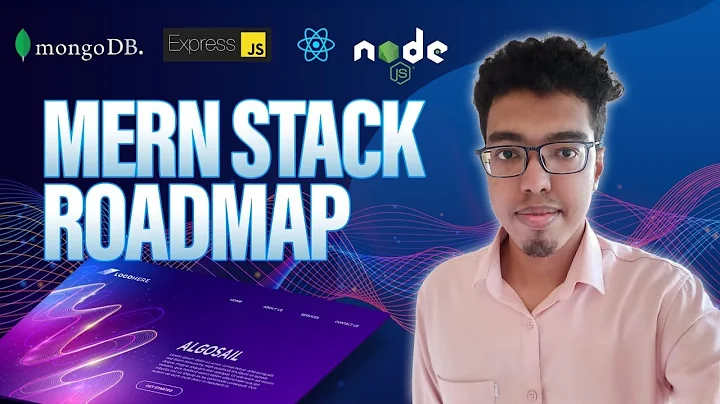 mongoDB.
Express JS
node
JS
MERN STACK
ROADMAP
LOGOHERE
HOME
ABOUT US
SERVICES
CONTACT US
ALGOSAIL
GET STARTED